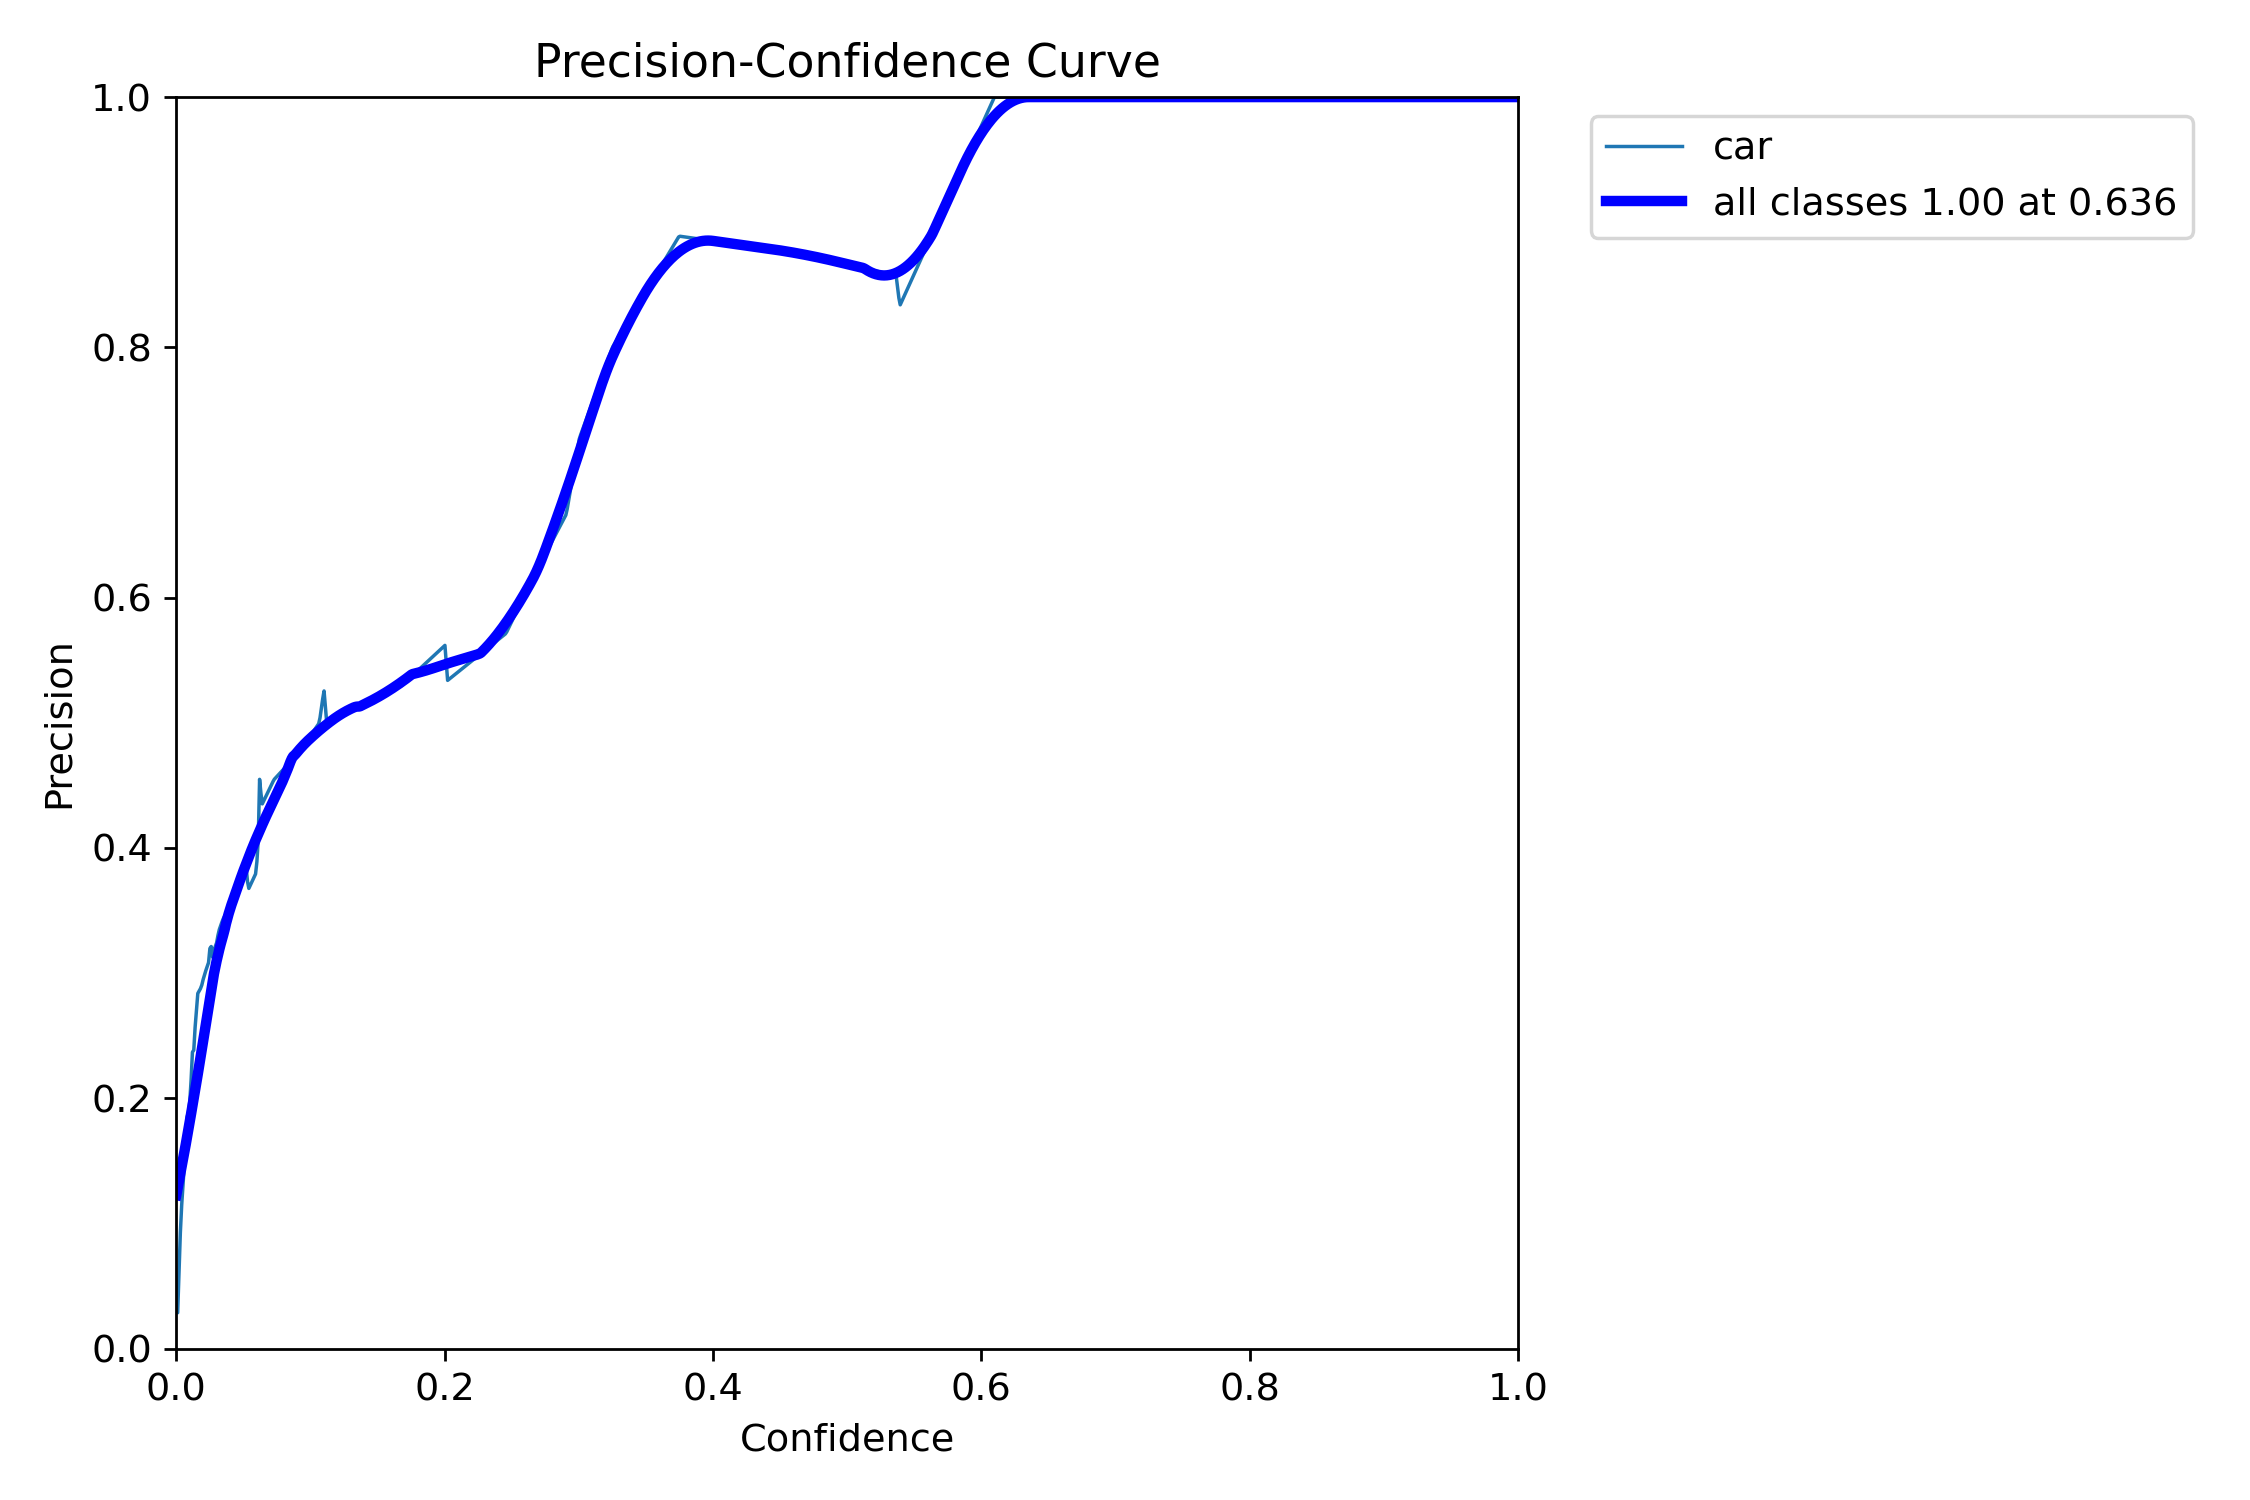 Precision-Confidence Curve
1.0
0.8
0.6
0.4
0.2
0.0
Precision
0.0 0.2 0.4 0.6 0.8 1.0
Confidence
car
all classes 1.00 at 0.636